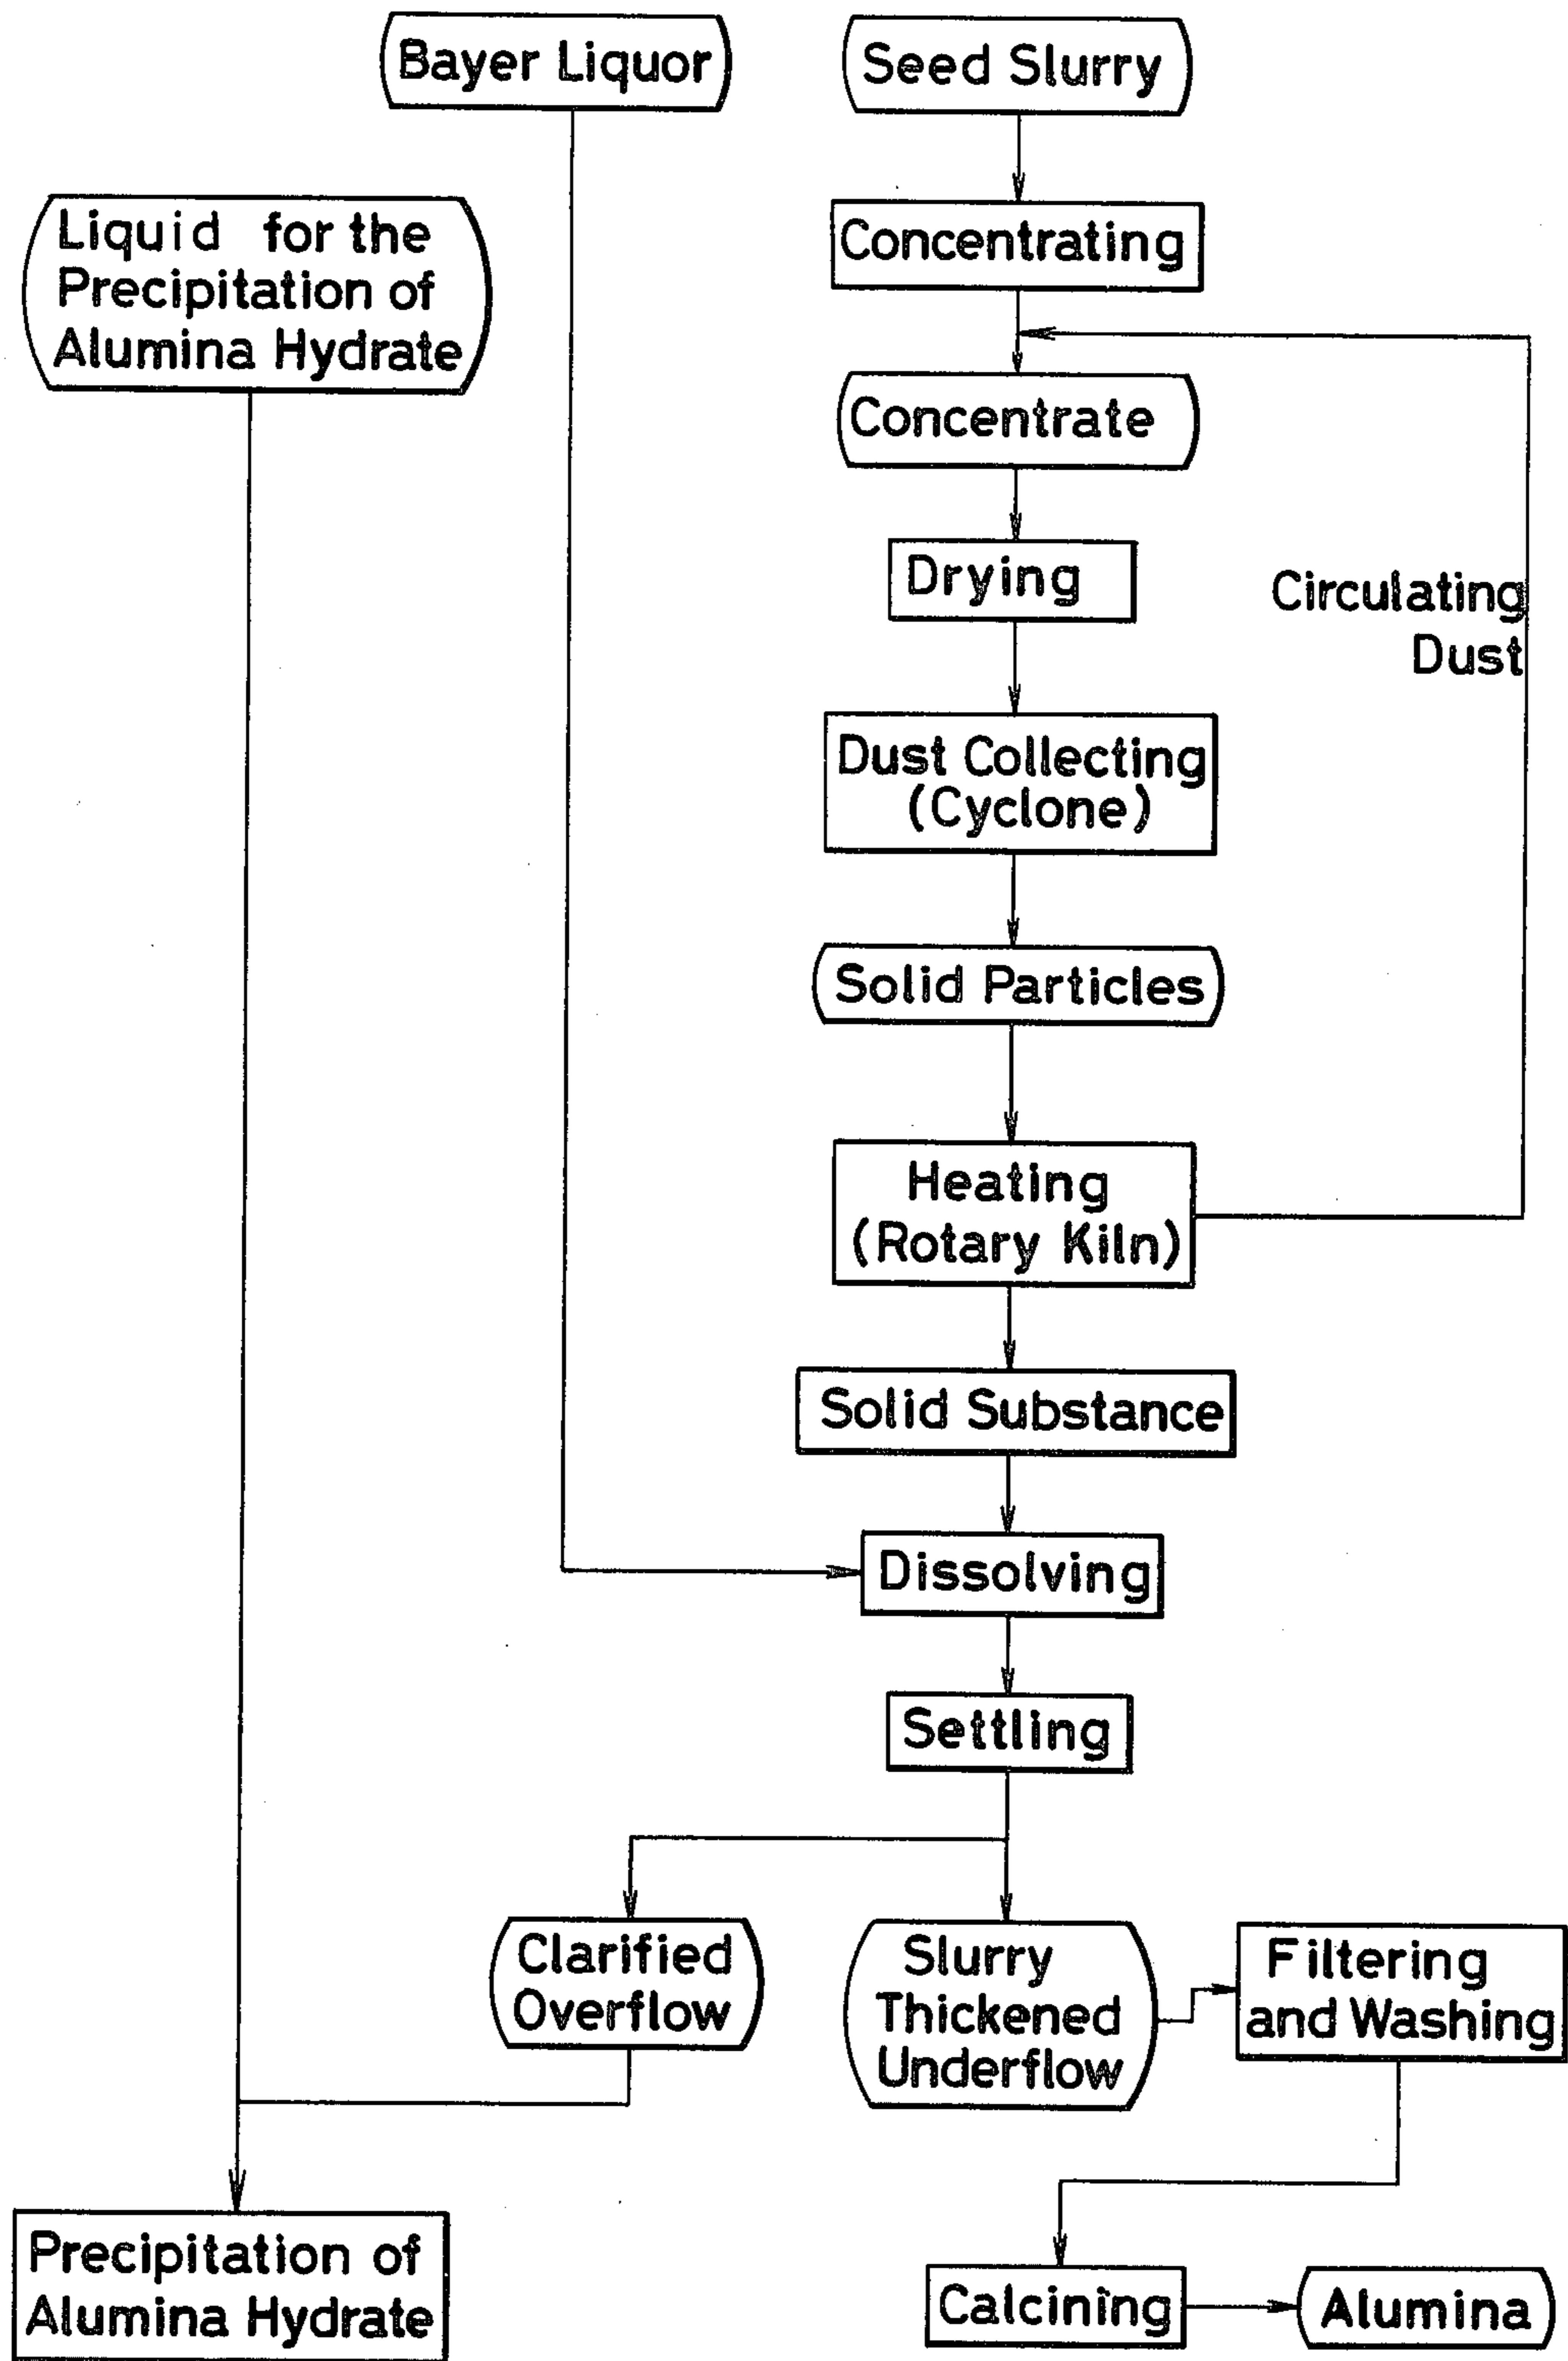 Bayer Liquor
Seed Slurry
Liquid for the
Precipitation of
Alumina Hydrate
Concentrating
Concentrate
Drying
Circulating
Dust
Dust Collecting
(Cyclone)
Solid Particles
Heating
(Rotary Kiln)
Solid Substance
Dissolving
Settling
Clarified
Overflow
Slurry
Thickened
Underflow
Filtering
and Washing
Precipitation of
Alumina Hydrate
Calcining
Alumina